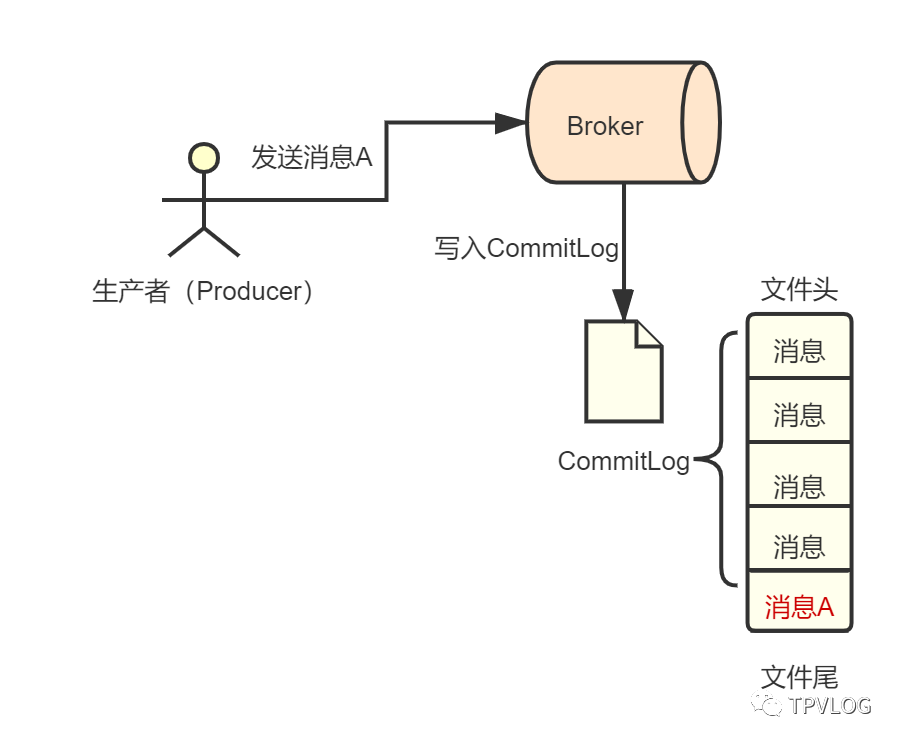 发送消息A
Broker
生产者（Producer）
写入CommitLog
CommitLog
文件头
消息
消息
消息
消息
消息A
文件尾
TPVLOG